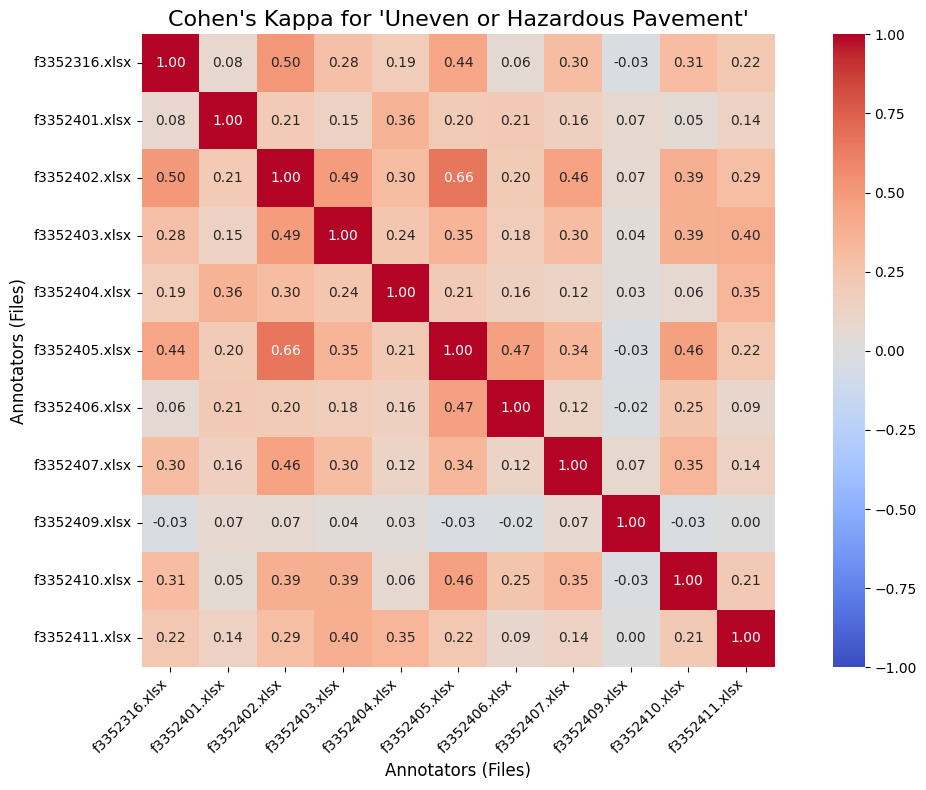 Cohen's Kappa for 'Uneven or Hazardous Pavement'
f3352316.xlsx 1.00 0.08 0.50 0.28 0.19 0.44 0.06 0.30 -0.03 0.31 0.22
f3352401.xlsx 0.08 1.00 0.21 0.15 0.36 0.20 0.21 0.16 0.07 0.05 0.14
f3352402.xlsx 0.50 0.21 1.00 0.49 0.30 0.66 0.20 0.46 0.07 0.39 0.29
f3352403.xlsx 0.28 0.15 0.49 1.00 0.24 0.35 0.18 0.30 0.04 0.39 0.40
f3352404.xlsx 0.19 0.36 0.30 0.24 1.00 0.21 0.16 0.12 0.03 0.06 0.35
f3352405.xlsx 0.44 0.20 0.66 0.35 0.21 1.00 0.47 0.34 -0.03 0.46 0.22
f3352406.xlsx 0.06 0.21 0.20 0.18 0.16 0.47 1.00 0.12 -0.02 0.25 0.09
f3352407.xlsx 0.30 0.16 0.46 0.30 0.12 0.34 0.12 1.00 0.07 0.35 0.14
f3352409.xlsx -0.03 0.07 0.07 0.04 0.03 -0.03 -0.02 0.07 1.00 -0.03 0.00
f3352410.xlsx 0.31 0.05 0.39 0.39 0.06 0.46 0.25 0.35 -0.03 1.00 0.21
f3352411.xlsx 0.22 0.14 0.29 0.40 0.35 0.22 0.09 0.14 0.00 0.21 1.00
f3352316.xlsx f3352401.xlsx f3352402.xlsx f3352403.xlsx f3352404.xlsx f3352405.xlsx f3352406.xlsx f3352407.xlsx f3352409.xlsx f3352410.xlsx f3352411.xlsx
Annotators (Files)
Annotators (Files)
1.00
0.75
0.50
0.25
0.00
−0.25
−0.50
−0.75
−1.00